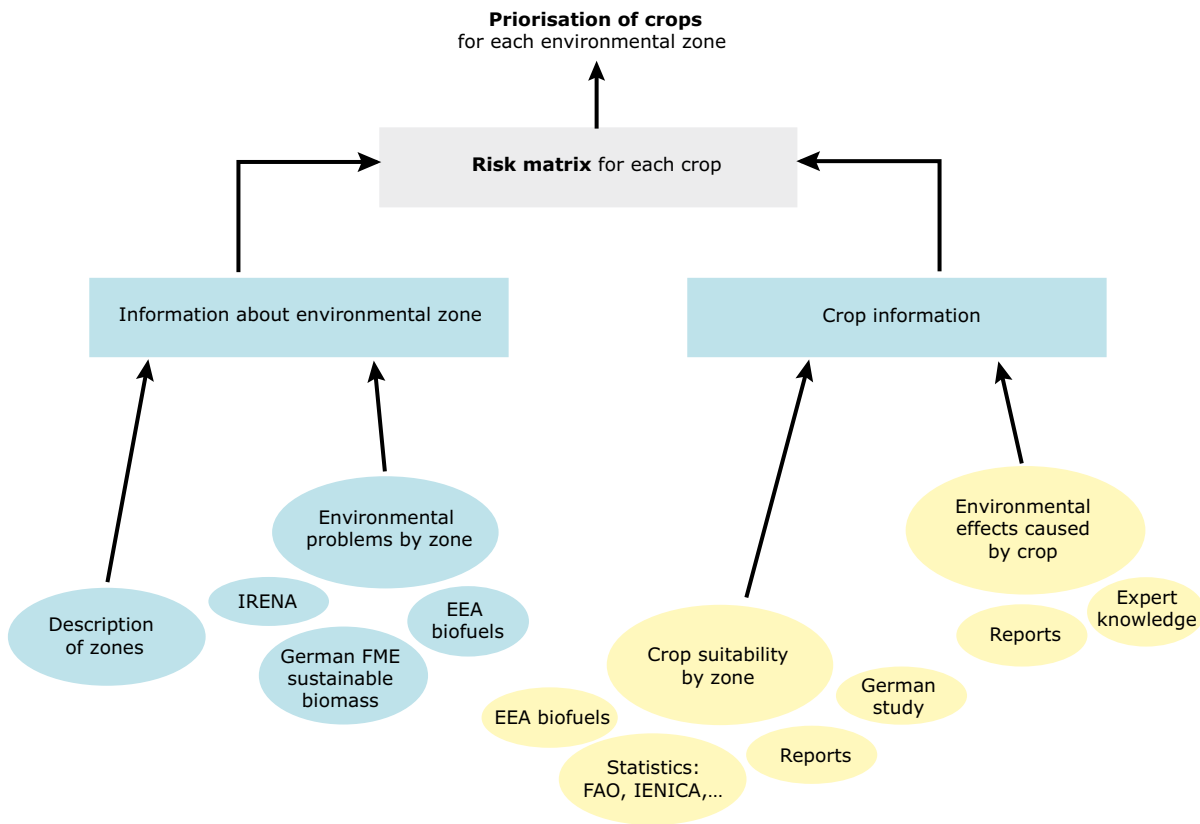 Priorisation of crops
for each environmental zone
Risk matrix for each crop
Information about environmental zone
Crop information
Environmental
problems by zone
Environmental
effects caused
by crop
IRENA
EEA
biofuels
Description
of zones
German FME
sustainable
biomass
Expert
knowledge
Reports
Crop suitability
by zone
German
study
EEA biofuels
Reports
Statistics:
FAO, IENICA,...